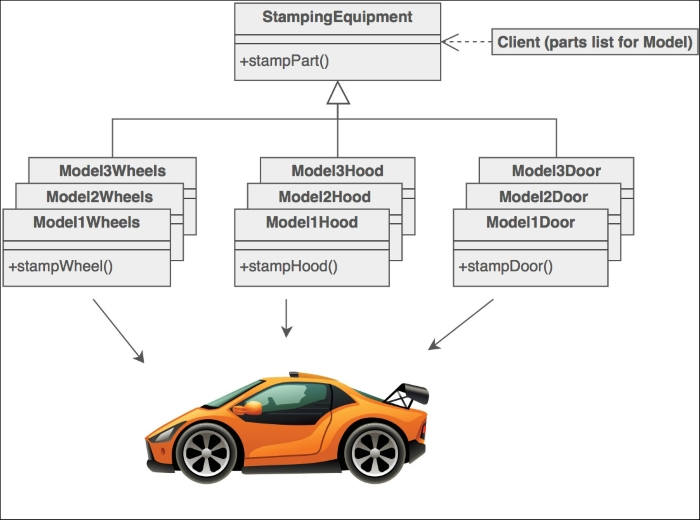 StampingEquipment
+stampPart()
Client (parts list for Model)
Model3Wheels
Model2Wheels
Model1Wheels
+stampWheel()
Model3Hood
Model2Hood
Model1Hood
+stampHood()
Model3Door
Model2Door
Model1Door
+stampDoor()